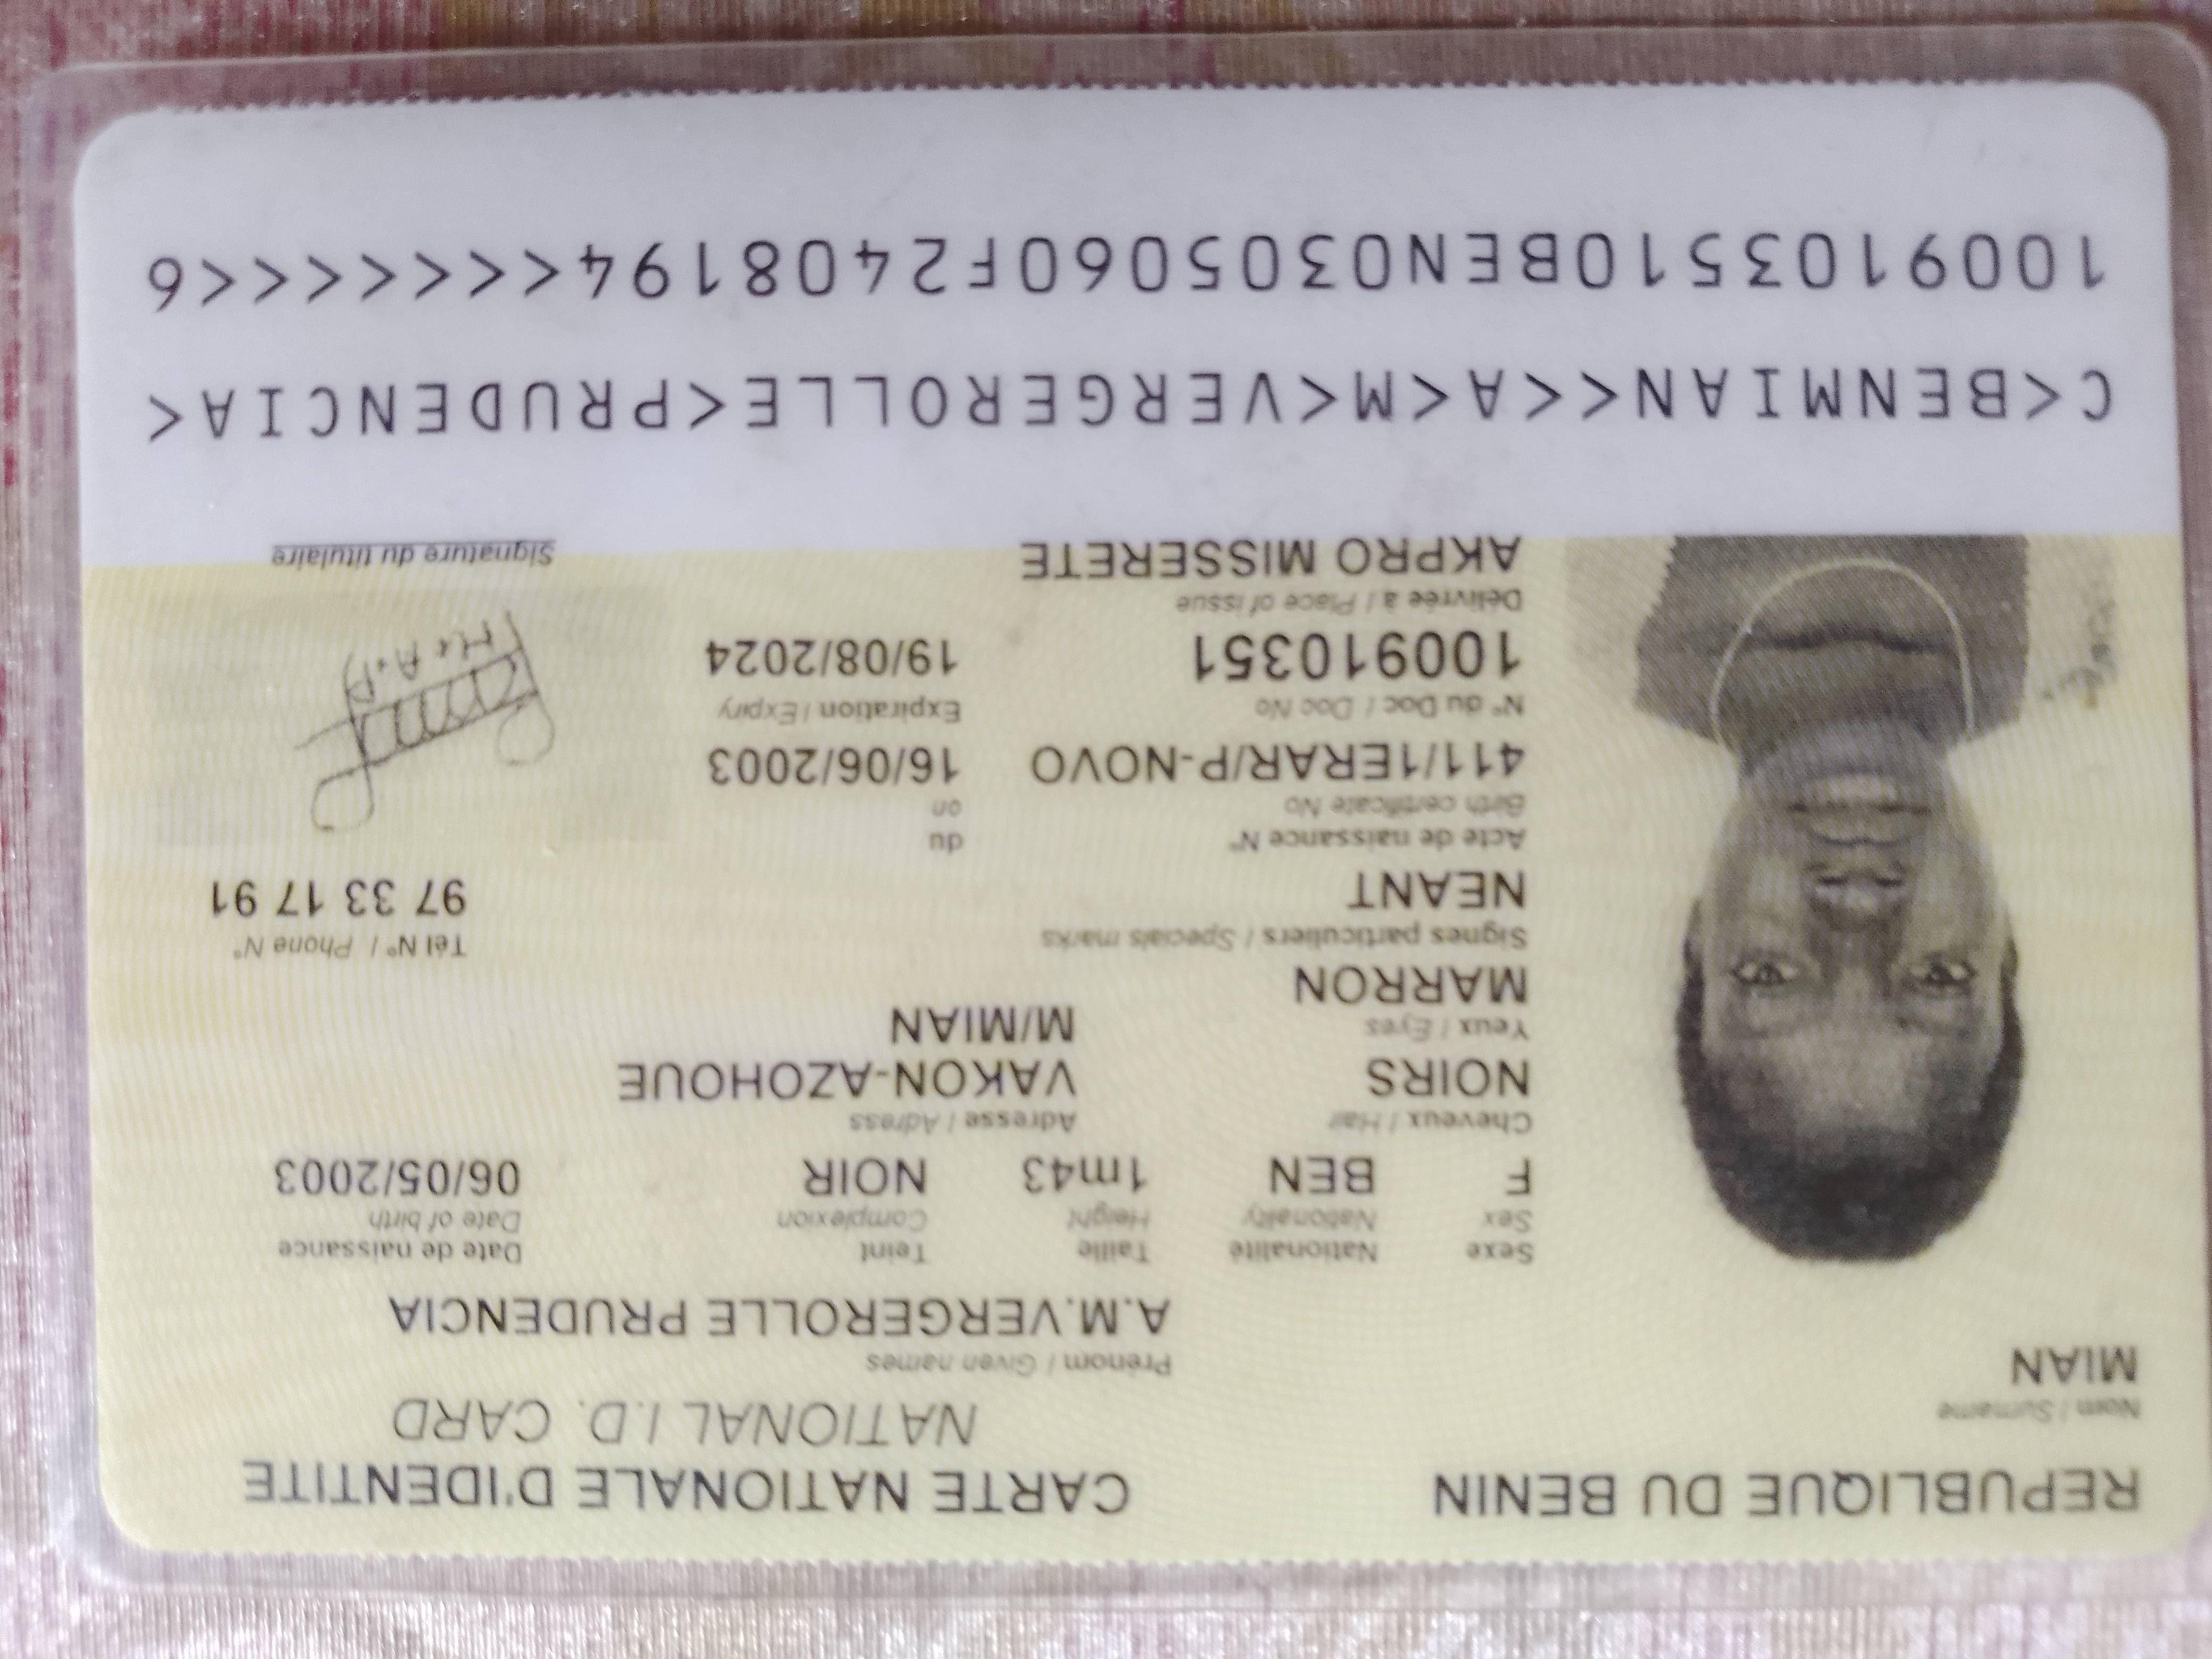 REPUBLIQUE DU BENIN
CARTE NATIONALE D'IDENTITE
NATIONAL I.D. CARD
Nom / Surname
MIAN
Prénom / Given names
A.M.VERGEROLLE PRUDENCIA
Sexe Nationalité Taille Teint Date de naissance
Sex Nationality Height Complexion Date of birth
F BEN 1m43 NOIR 06/05/2003
Cheveux / Hair Adresse / Adress
NOIRS VAKON-AZOHOUE
Yeux / Eyes M/MIAN
MARRON
Signes particuliers / Specials marks Tél N° / Phone N°
NEANT 97 33 17 91
Acte de naissance N° du
Birth certificate No on
411/1ERAR/P-NOVO 16/06/2003
N° du Doc / Doc No Expiration / Expiry
100910351 19/08/2024
Délivrée à / Place of issue
AKPRO MISSERETE
Signature du titulaire
C<BENMIAN<<A<M<VERGEROLLE<PRUDENCIA<
1009103510BEN0305060F2408194<<<<<<<6